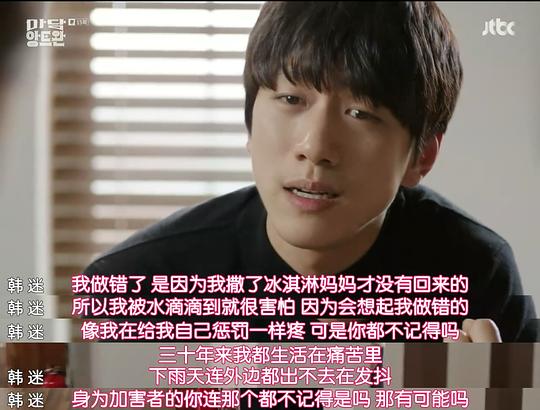 마담
앙트완
jtbc
韩迷 我做错了 是因为我撒了冰淇淋妈妈才没有回来的
韩迷 所以我被水滴滴到就很害怕 因为会想起我做错的
韩迷 像我在给我自己惩罚一样疼 可是你都不记得吗
三十年来我都生活在痛苦里
韩迷 下雨天连外边都出不去在发抖
韩迷 身为加害者的你连那个都不记得是吗 那有可能吗